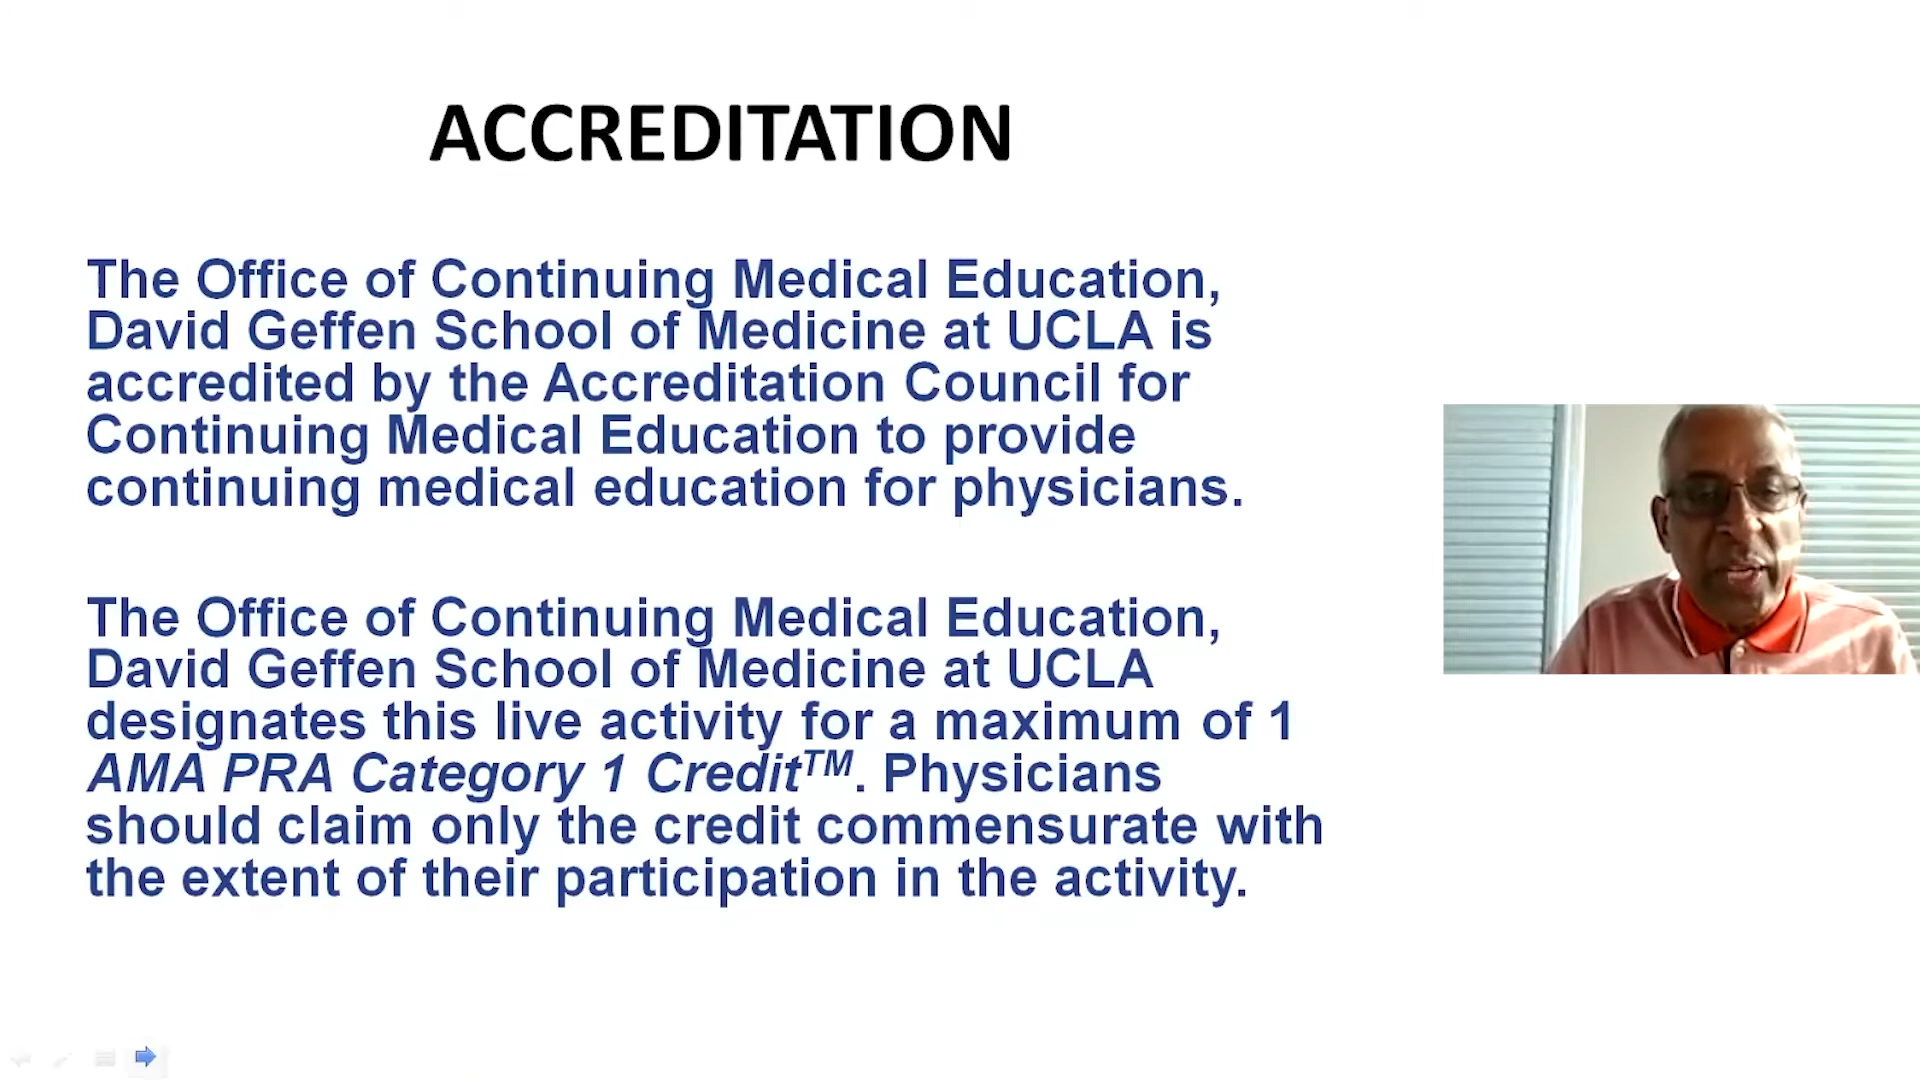 ACCREDITATION
The Office of Continuing Medical Education,
David Geffen School of Medicine at UCLA is
accredited by the Accreditation Council for
Continuing Medical Education to provide
continuing medical education for physicians.
The Office of Continuing Medical Education,
David Geffen School of Medicine at UCLA
designates this live activity for a maximum of 1
AMA PRA Category 1 Credit™. Physicians
should claim only the credit commensurate with
the extent of their participation in the activity.